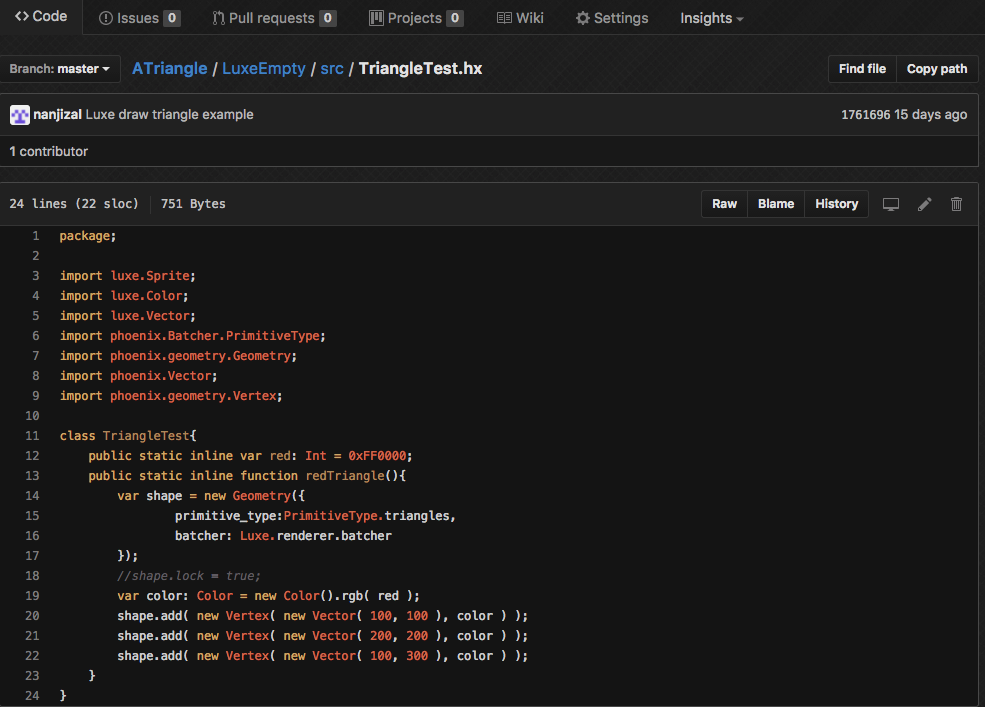 Code Issues 0 Pull requests 0 Projects 0 Wiki Settings Insights
Branch: master ATriangle / LuxeEmpty / src / TriangleTest.hx Find file Copy path
nanjizal Luxe draw triangle example 1761696 15 days ago
1 contributor
24 lines (22 sloc) 751 Bytes Raw Blame History
1 package;
2
3 import luxe.Sprite;
4 import luxe.Color;
5 import luxe.Vector;
6 import phoenix.Batcher.PrimitiveType;
7 import phoenix.geometry.Geometry;
8 import phoenix.Vector;
9 import phoenix.geometry.Vertex;
10
11 class TriangleTest{
12     public static inline var red: Int = 0xFF0000;
13     public static inline function redTriangle(){
14         var shape = new Geometry({
15                 primitive_type:PrimitiveType.triangles,
16                 batcher: Luxe.renderer.batcher
17         });
18         //shape.lock = true;
19         var color: Color = new Color().rgb( red );
20         shape.add( new Vertex( new Vector( 100, 100 ), color ) );
21         shape.add( new Vertex( new Vector( 200, 200 ), color ) );
22         shape.add( new Vertex( new Vector( 100, 300 ), color ) );
23     }
24 }